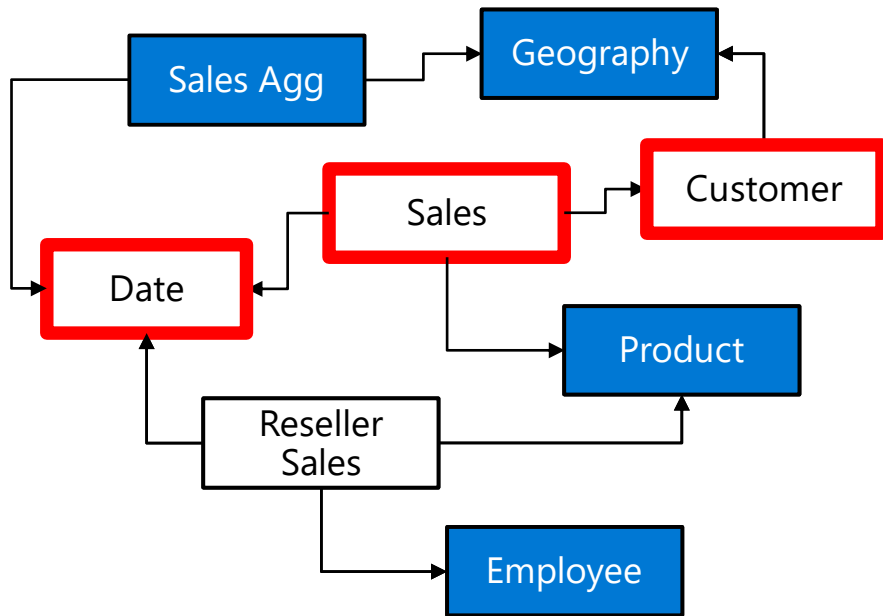 Geography
Sales Agg
Customer
Sales
Date
Product
Reseller
Sales
Employee